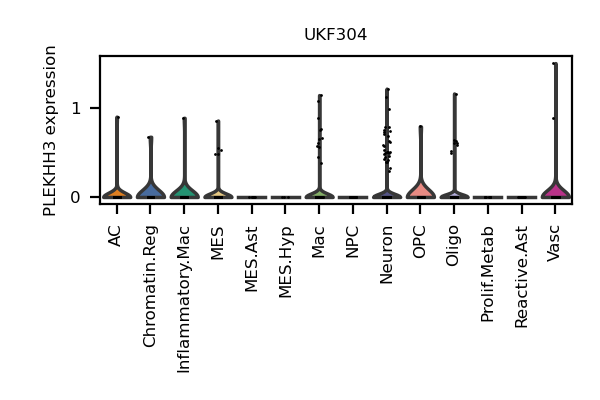 UKF304
PLEKHH3 expression
1
0
AC
Chromatin.Reg
Inflammatory.Mac
MES
MES.Ast
MES.Hyp
Mac
NPC
Neuron
OPC
Oligo
Prolif.Metab
Reactive.Ast
Vasc